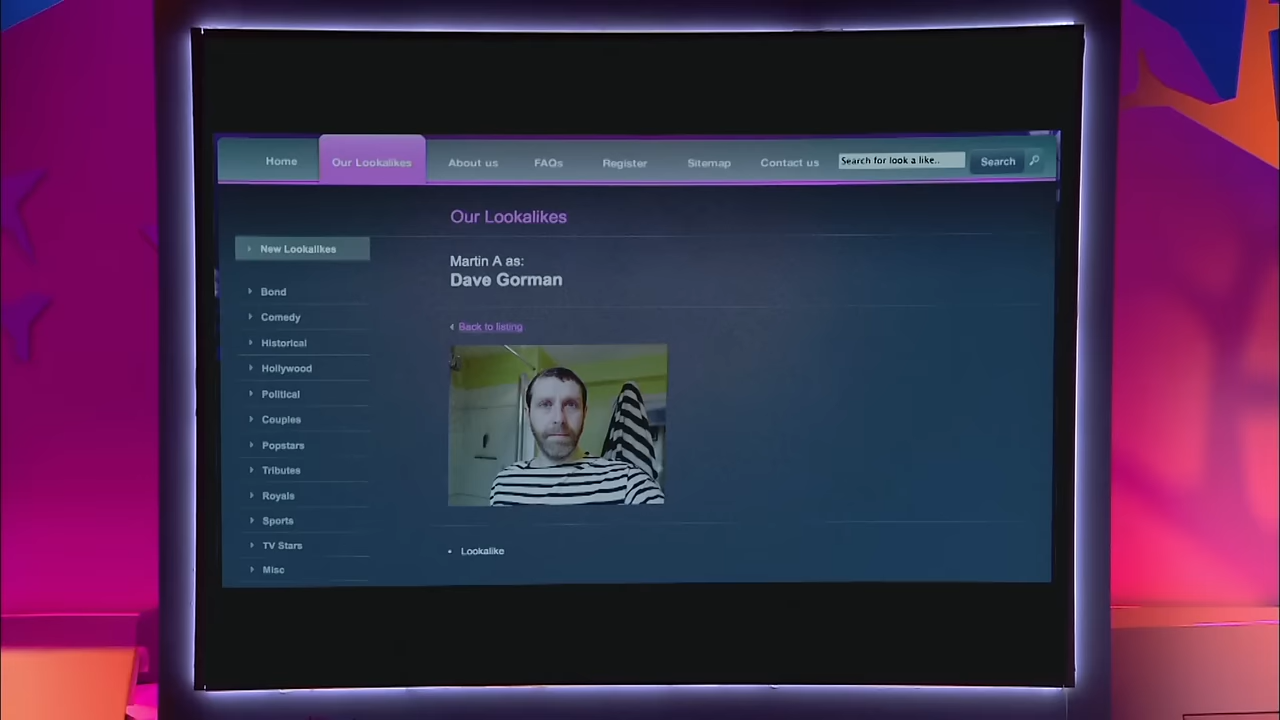 Home
Our Lookalikes
About us
FAQs
Register
Sitemap
Contact us
Search for look a like..
Search
Our Lookalikes
New Lookalikes
Martin A as:
Dave Gorman
Bond
Comedy
Historical
Hollywood
Political
Couples
Popstars
Tributes
Royals
Sports
TV Stars
Misc
‹ Back to listing
• Lookalike